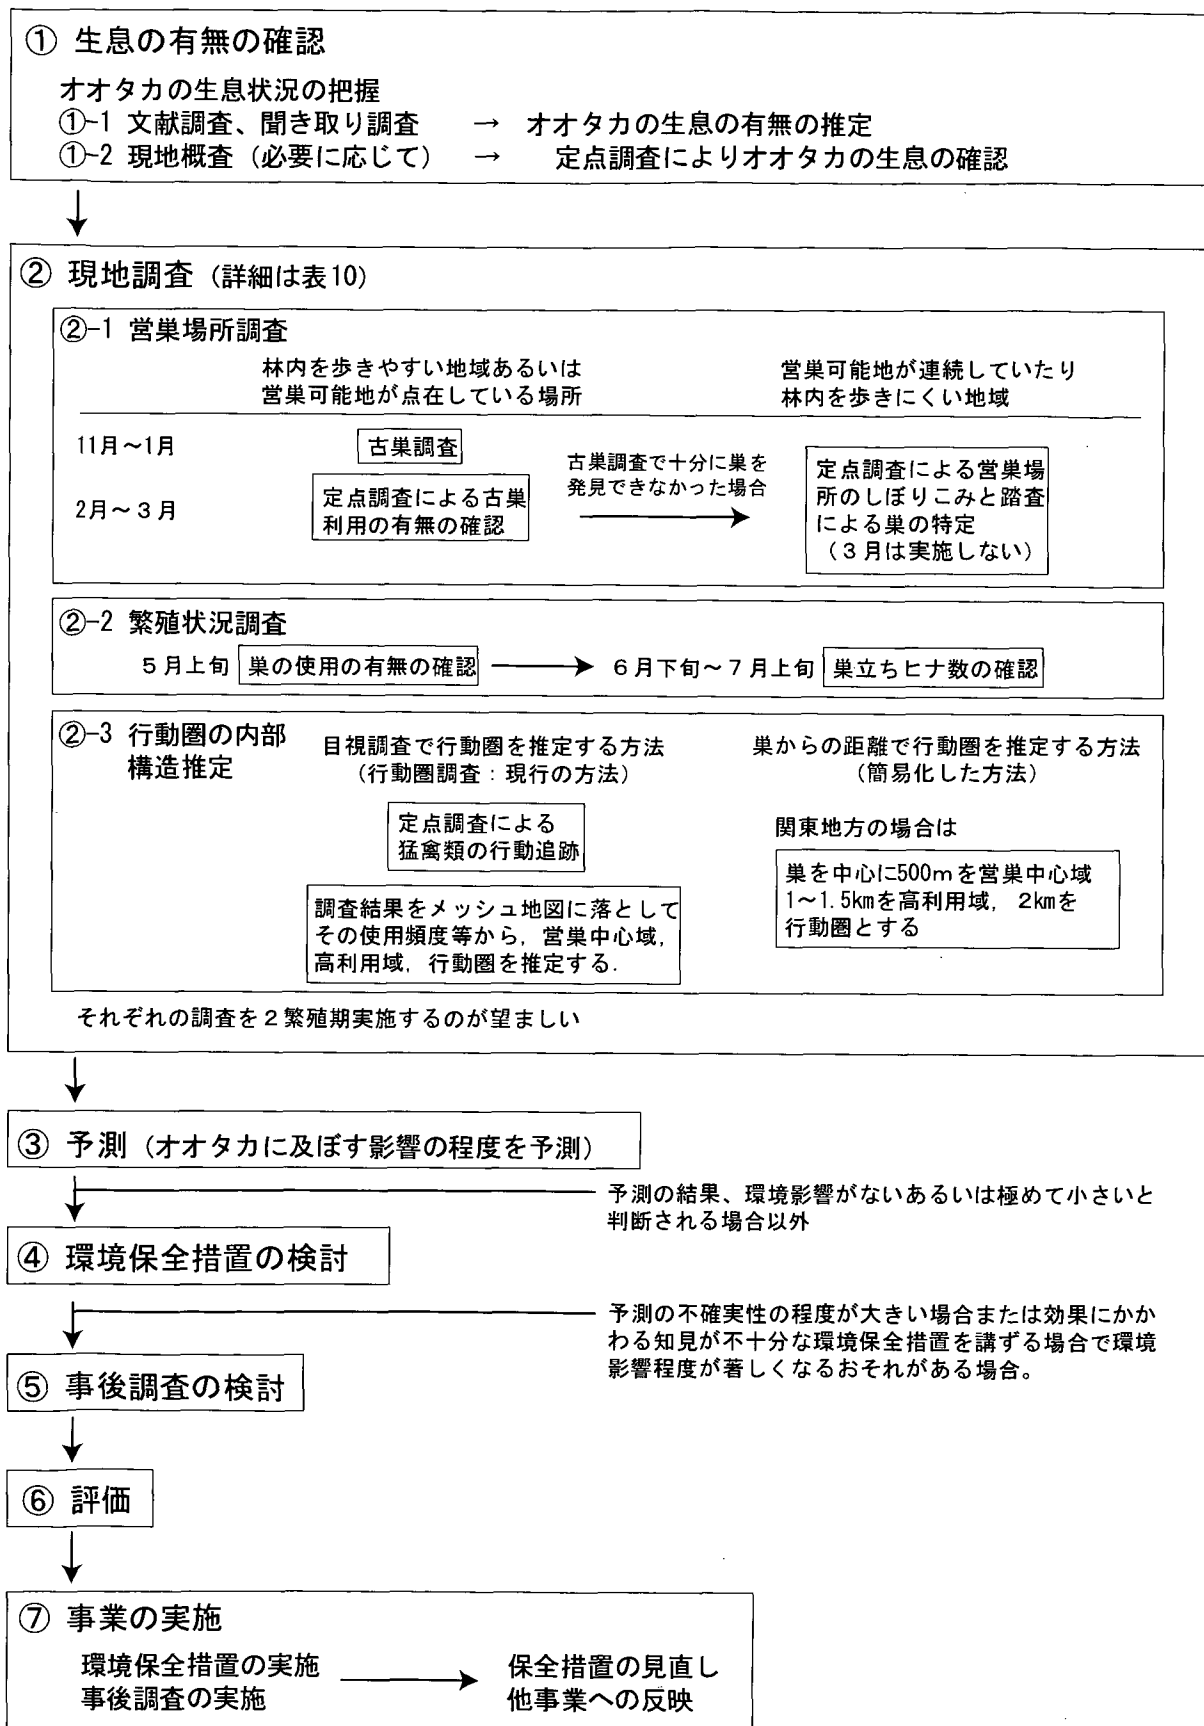 ① 生息の有無の確認
オオタカの生息状況の把握
①-1 文献調査、聞き取り調査 → オオタカの生息の有無の推定
①-2 現地概査（必要に応じて） → 定点調査によりオオタカの生息の確認
② 現地調査（詳細は表10）
②-1 営巣場所調査
林内を歩きやすい地域あるいは
営巣可能地が点在している場所
営巣可能地が連続していたり
林内を歩きにくい地域
11月～1月
古巣調査
2月～３月
定点調査による古巣
利用の有無の確認
古巣調査で十分に巣を
発見できなかった場合
定点調査による営巣場
所のしぼりこみと踏査
による巣の特定
（３月は実施しない）
②-2 繁殖状況調査
５月上旬 巣の使用の有無の確認 ６月下旬～７月上旬 巣立ちヒナ数の確認
②-3 行動圏の内部
構造推定
目視調査で行動圏を推定する方法
（行動圏調査：現行の方法）
定点調査による
猛禽類の行動追跡
調査結果をメッシュ地図に落として
その使用頻度等から，営巣中心域，
高利用域，行動圏を推定する．
巣からの距離で行動圏を推定する方法
（簡易化した方法）
関東地方の場合は
巣を中心に500mを営巣中心域
1～1.5kmを高利用域，2kmを
行動圏とする
それぞれの調査を２繁殖期実施するのが望ましい
③ 予測（オオタカに及ぼす影響の程度を予測）
予測の結果、環境影響がないあるいは極めて小さいと
判断される場合以外
④ 環境保全措置の検討
予測の不確実性の程度が大きい場合または効果にかか
わる知見が不十分な環境保全措置を講ずる場合で環境
影響程度が著しくなるおそれがある場合。
⑤ 事後調査の検討
⑥ 評価
⑦ 事業の実施
環境保全措置の実施
事後調査の実施
保全措置の見直し
他事業への反映